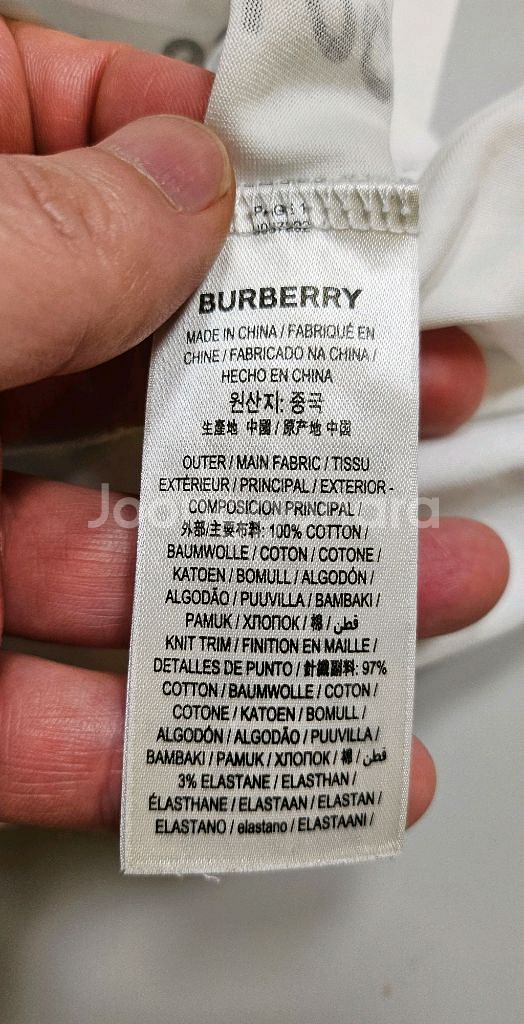 BURBERRY
MADE IN CHINA / FABRIQUÉ EN
CHINE / FABRICADO NA CHINA /
HECHO EN CHINA
원산지: 중국
生產地 中國 / 原产地 中国
OUTER / MAIN FABRIC / TISSU
EXTÉRIEUR / PRINCIPAL / EXTERIOR -
COMPOSICIÓN PRINCIPAL /
外部/主要布料: 100% COTTON /
BAUMWOLLE / COTON / COTONE /
KATOEN / BOMULL / ALGODÓN /
ALGODÃO / PUUVILLA / BAMBAKI /
PAMUK / ХЛОПОК / 棉 / قطن /
KNIT TRIM / FINITION EN MAILLE /
DETALLES DE PUNTO / 針織副料: 97%
COTTON / BAUMWOLLE / COTON /
COTONE / KATOEN / BOMULL /
ALGODÓN / ALGODÃO / PUUVILLA /
BAMBAKI / PAMUK / ХЛОПОК / 棉 / قطن /
3% ELASTANE / ELASTHAN /
ÉLASTHANE / ELASTAAN / ELASTAN /
ELASTANO / elastano / ELASTAANI /